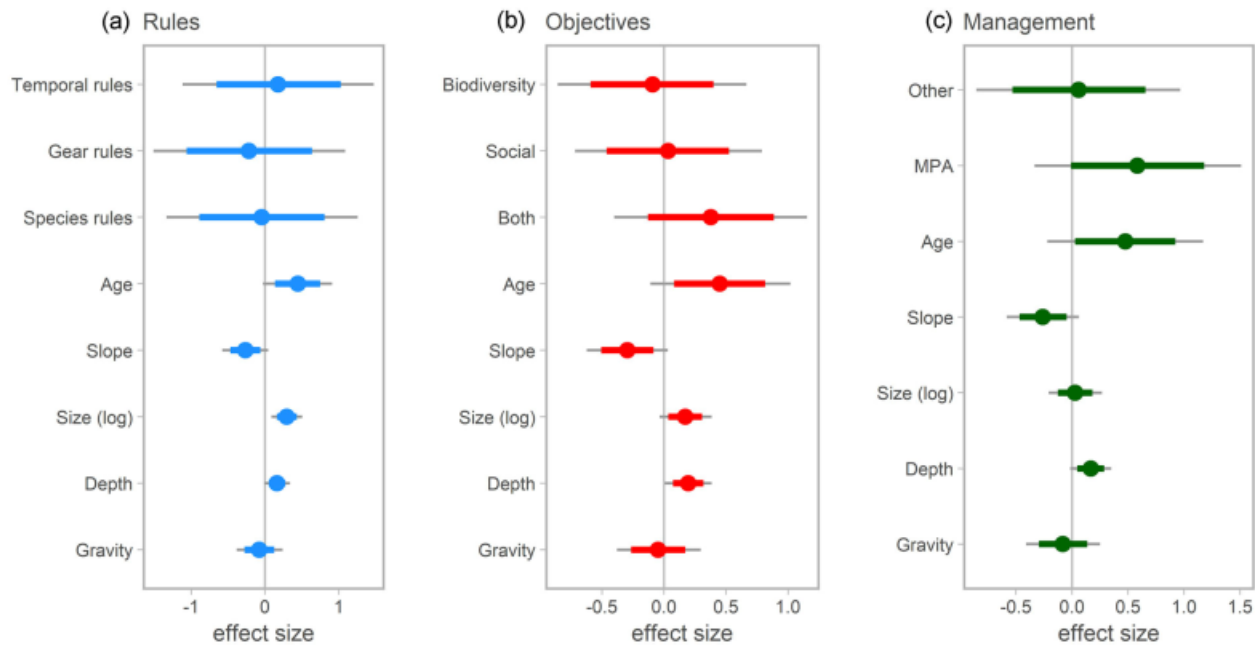 (a) Rules
Temporal rules
Gear rules
Species rules
Age
Slope
Size (log)
Depth
Gravity
-1 0 1
effect size
(b) Objectives
Biodiversity
Social
Both
Age
Slope
Size (log)
Depth
Gravity
-0.5 0.0 0.5 1.0
effect size
(c) Management
Other
MPA
Age
Slope
Size (log)
Depth
Gravity
-0.5 0.0 0.5 1.0 1.5
effect size